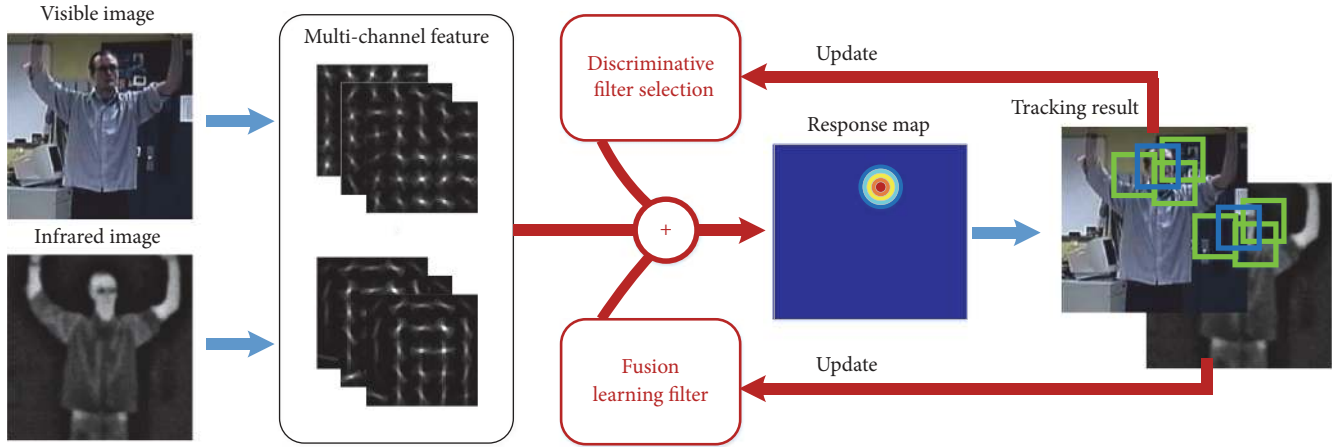 Visible image
Infrared image
Multi-channel feature
Discriminative
filter selection
+
Fusion
learning filter
Update
Response map
Update
Tracking result